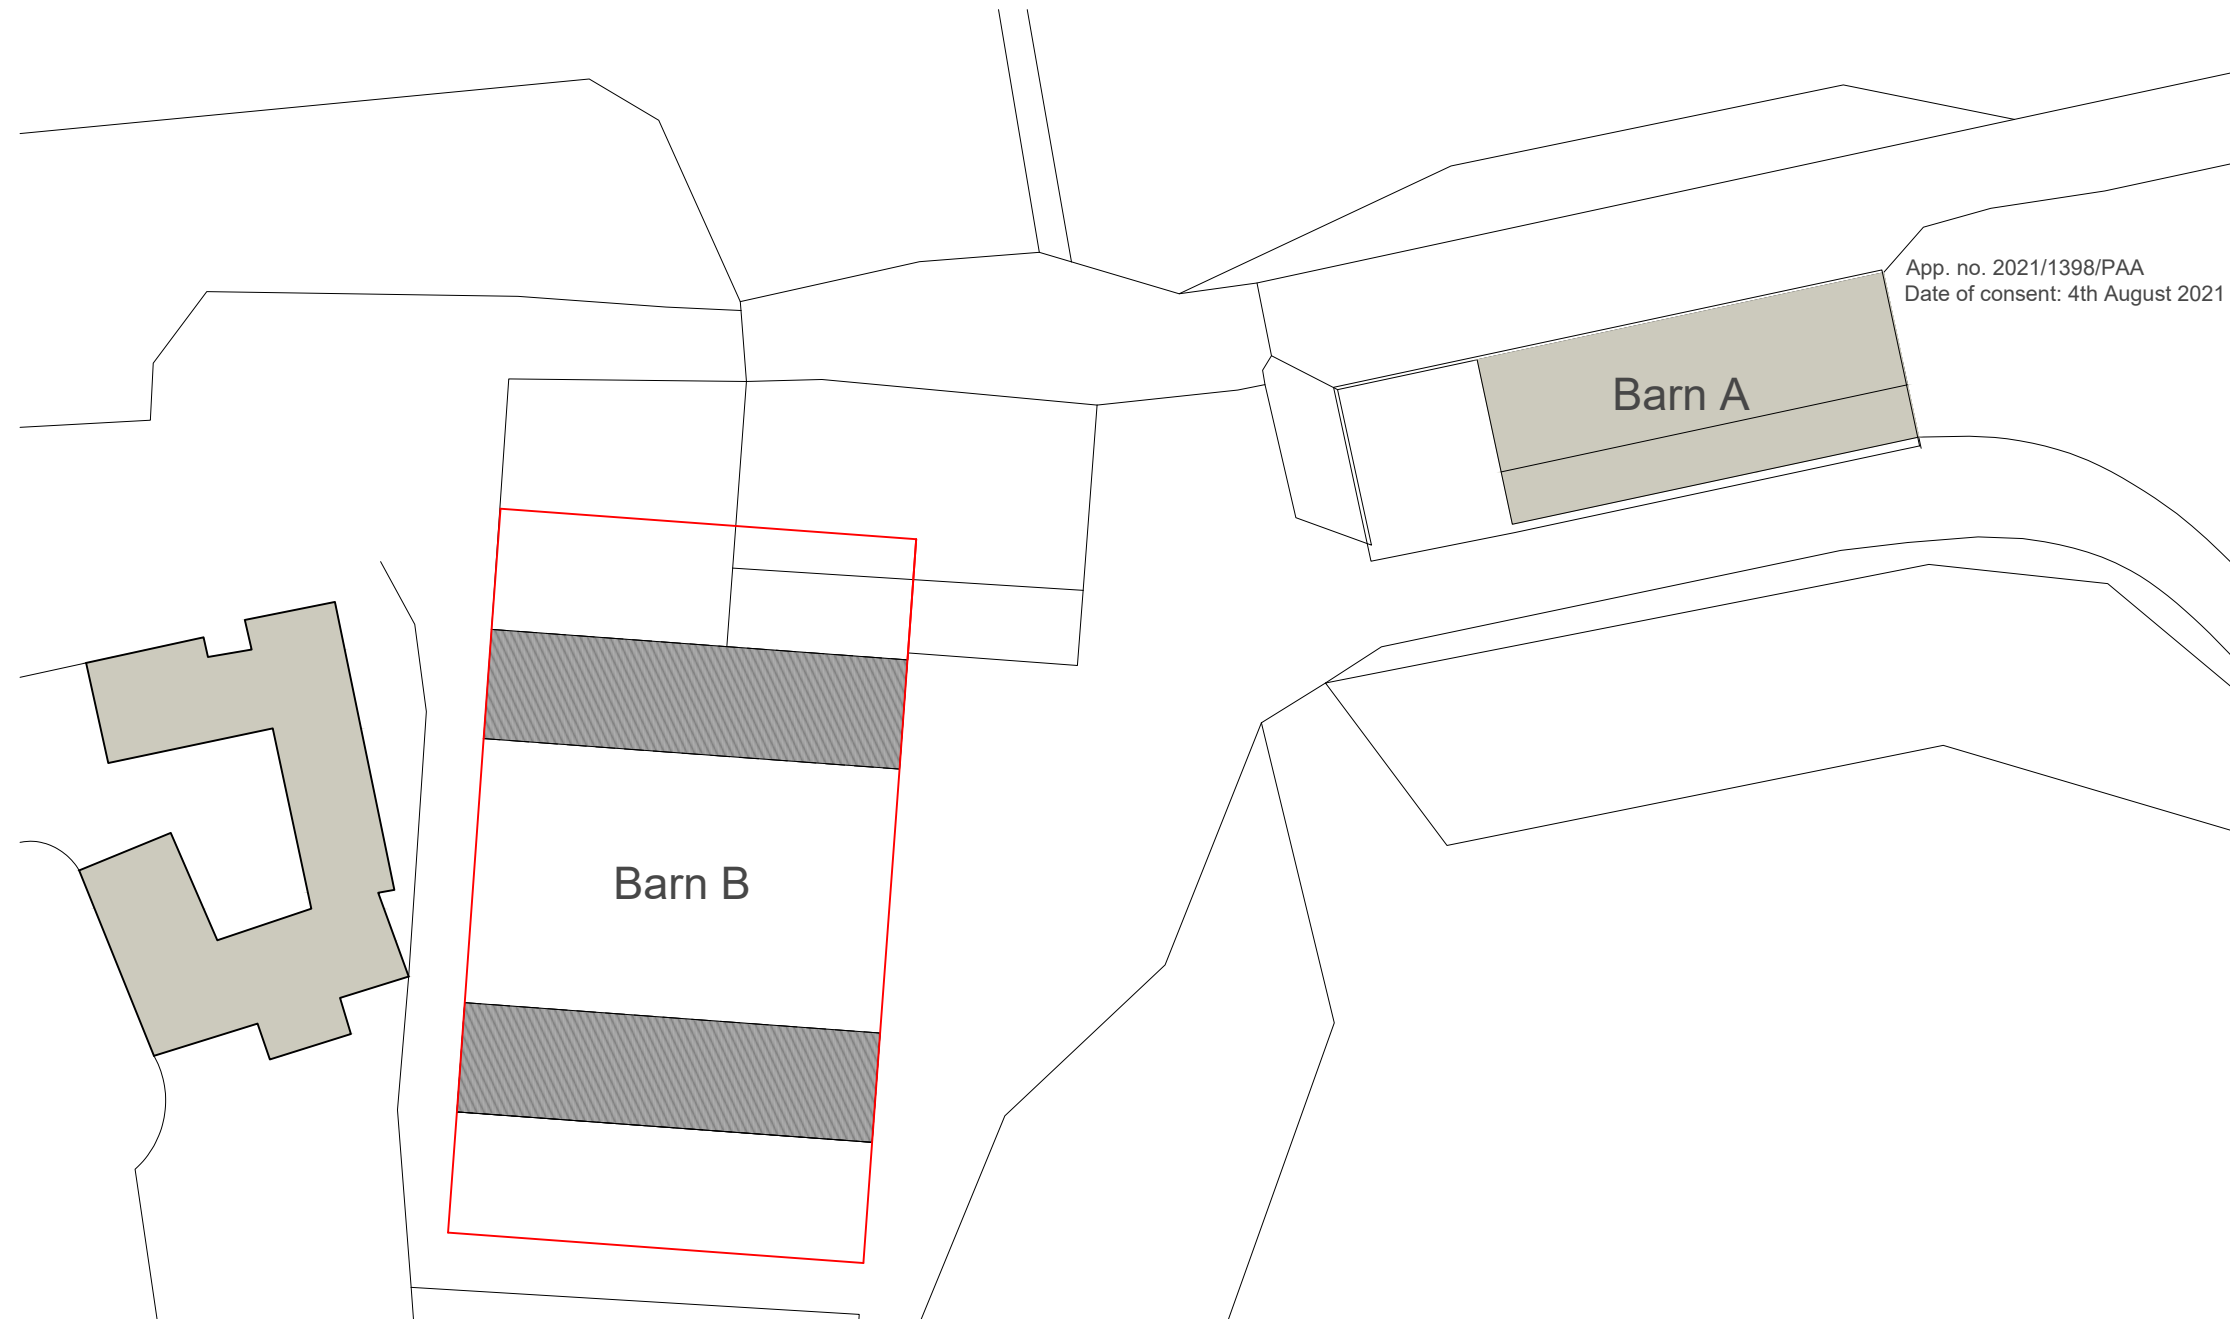 App. no. 2021/1398/PAA
Date of consent: 4th August 2021
Barn A
Barn B